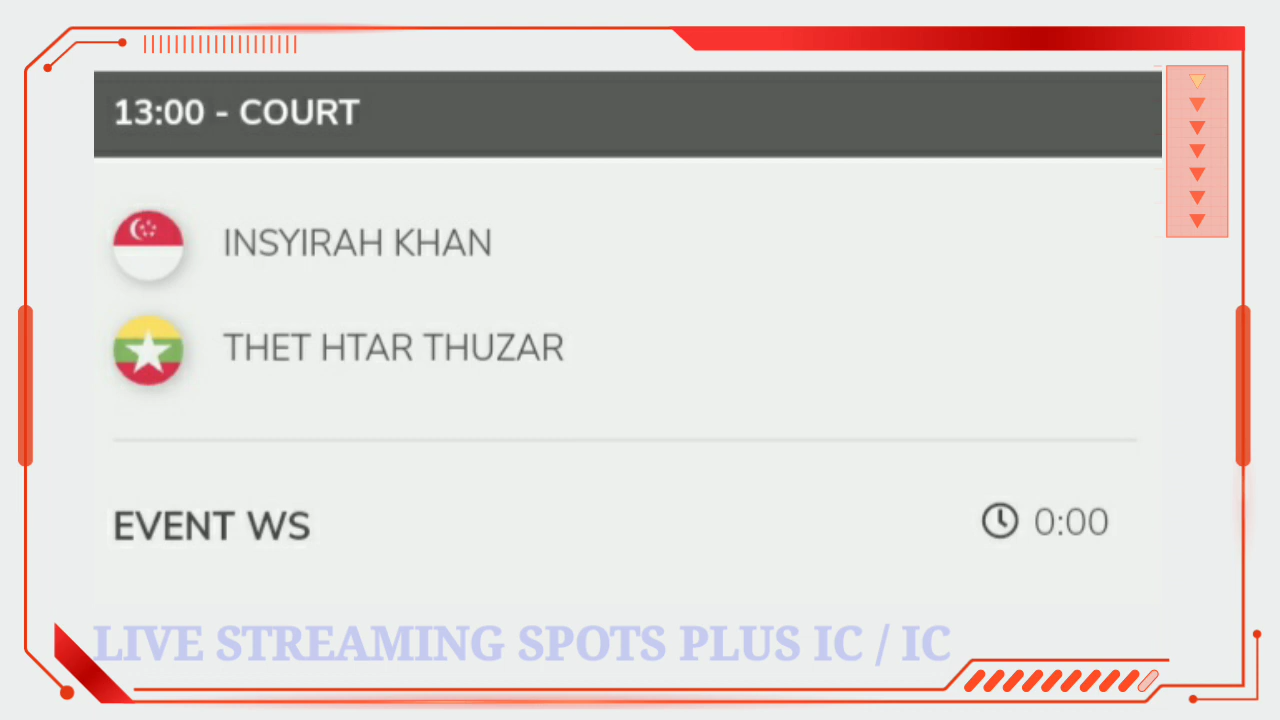 13:00 - COURT
INSYIRAH KHAN
THET HTAR THUZAR
EVENT WS
0:00
LIVE STREAMING SPOTS PLUS IC / IC